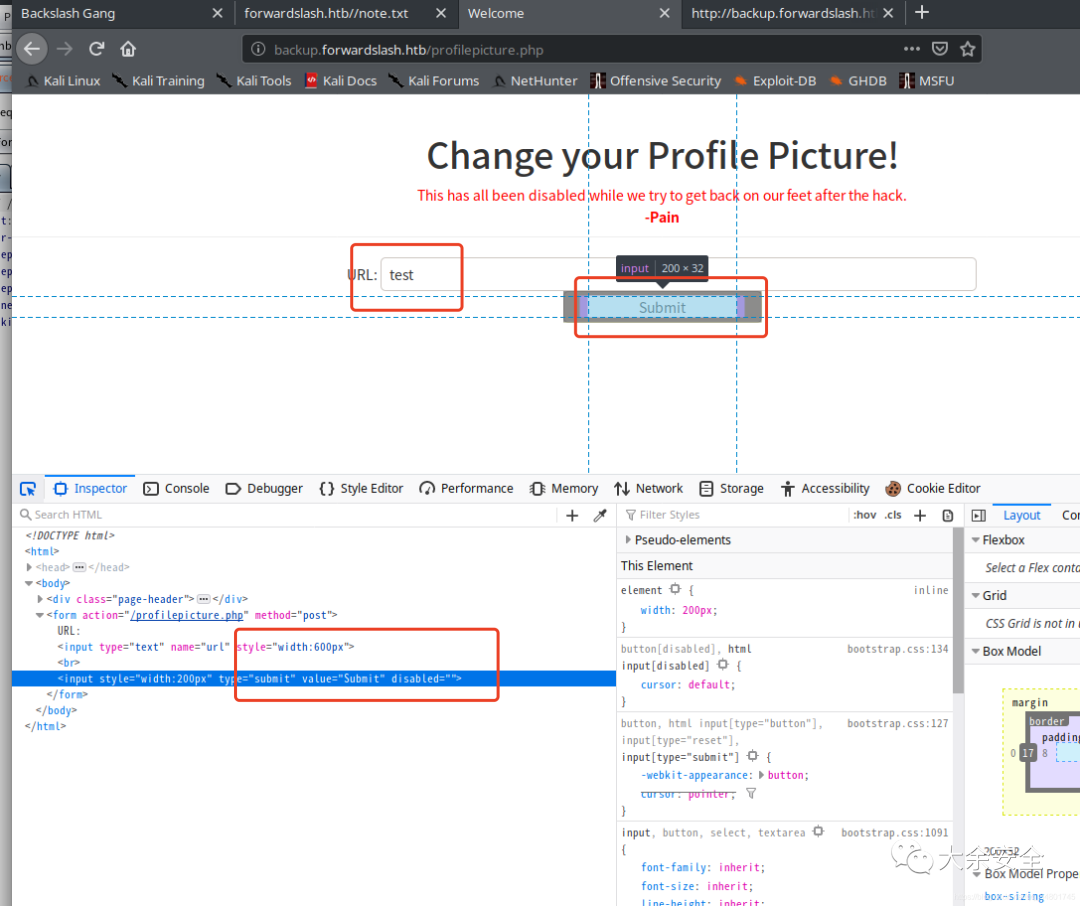 Backslash Gang
forwardslash.htb//note.txt
Welcome
http://backup.forwardslash.ht
backup.forwardslash.htb/profilepicture.php
Kali Linux Kali Training Kali Tools Kali Docs Kali Forums NetHunter Offensive Security Exploit-DB GHDB MSFU
Change your Profile Picture!
This has all been disabled while we try to get back on our feet after the hack.
-Pain
URL: test
input 200 × 32
Submit
Inspector Console Debugger {} Style Editor Performance Memory Network Storage Accessibility Cookie Editor
Search HTML
<!DOCTYPE html>
<html>
<head></head>
<body>
<div class="page-header"></div>
<form action="/profilepicture.php" method="post">
URL:
<input type="text" name="url" style="width:600px">
<br>
<input style="width:200px" type="submit" value="Submit" disabled="">
</form>
</body>
</html>
Filter Styles :hov .cls
Pseudo-elements
This Element
element { inline
width: 200px;
}
button[disabled], html bootstrap.css:134
input[disabled] {
cursor: default;
}
button, html input[type="button"], bootstrap.css:127
input[type="reset"],
input[type="submit"] {
-webkit-appearance: button;
cursor: pointer;
}
input, button, select, textarea bootstrap.css:1091
{
font-family: inherit;
font-size: inherit;
line-height: inherit;
Layout Co
Flexbox
Select a Flex conta
Grid
CSS Grid is not in u
Box Model
margin
border
padding
0 17 8
200×32
大余安全
Box Model Prope
box-sizing